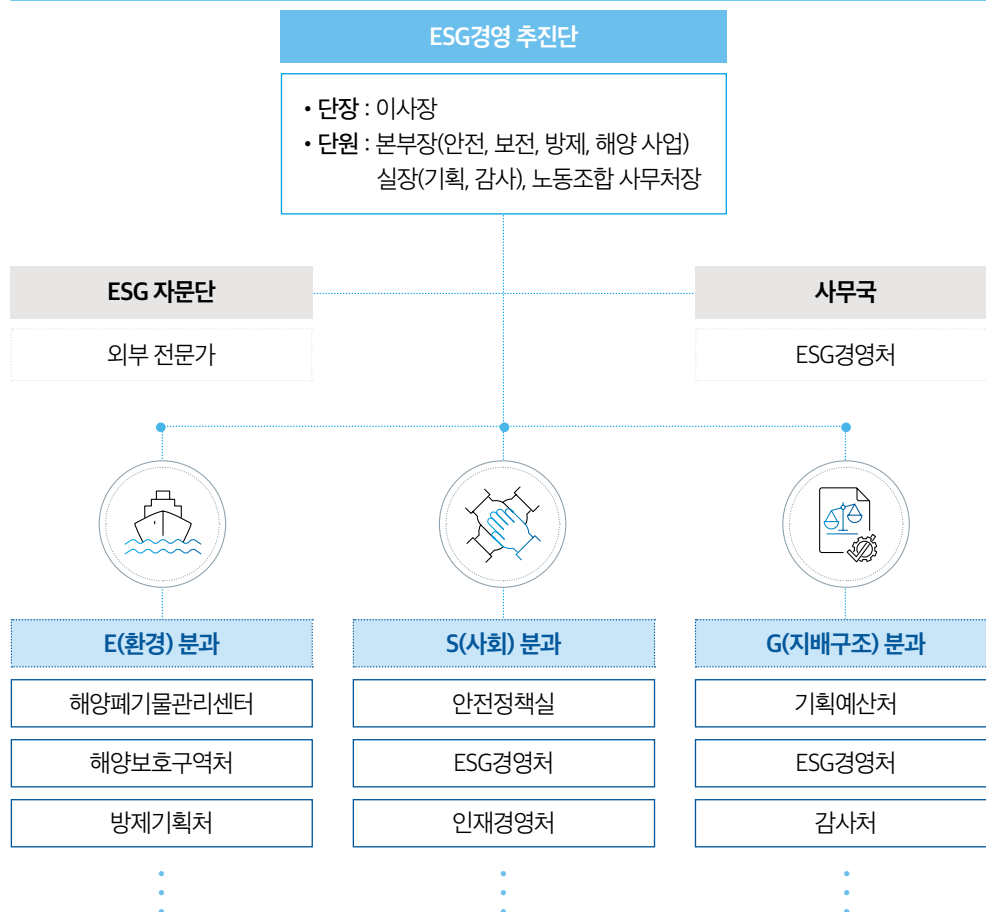 ESG경영 추진단
• 단장 : 이사장
• 단원 : 본부장(안전, 보전, 방제, 해양 사업)
실장(기획, 감사), 노동조합 사무처장
ESG 자문단
사무국
외부 전문가
ESG경영처
E(환경) 분과
S(사회) 분과
G(지배구조) 분과
해양폐기물관리센터
안전정책실
기획예산처
해양보호구역처
ESG경영처
ESG경영처
방제기획처
인재경영처
감사처